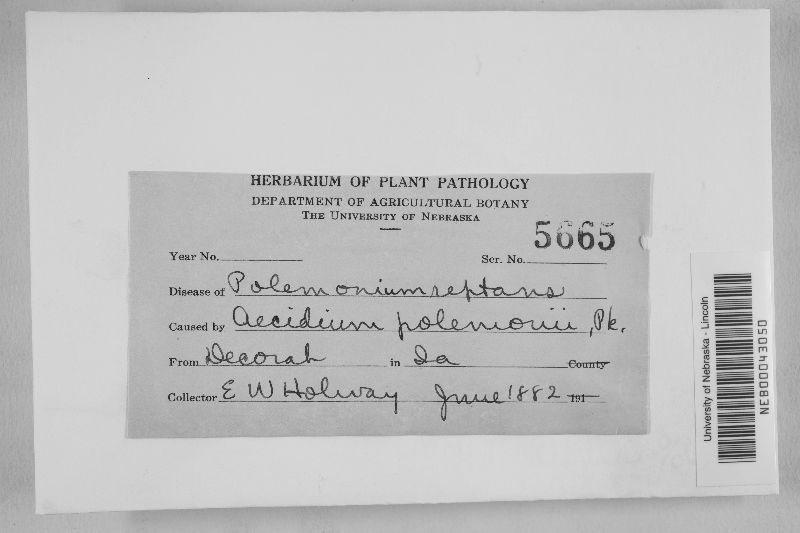 HERBARIUM OF PLANT PATHOLOGY
DEPARTMENT OF AGRICULTURAL BOTANY
THE UNIVERSITY OF NEBRASKA
5665
Year No. Ser. No.
Disease of Polemonium reptans
Caused by Aecidium polemonii, Pk.
From Decorah in Ia County
Collector E W Holway June 1882 191
University of Nebraska - Lincoln
NEB00043050